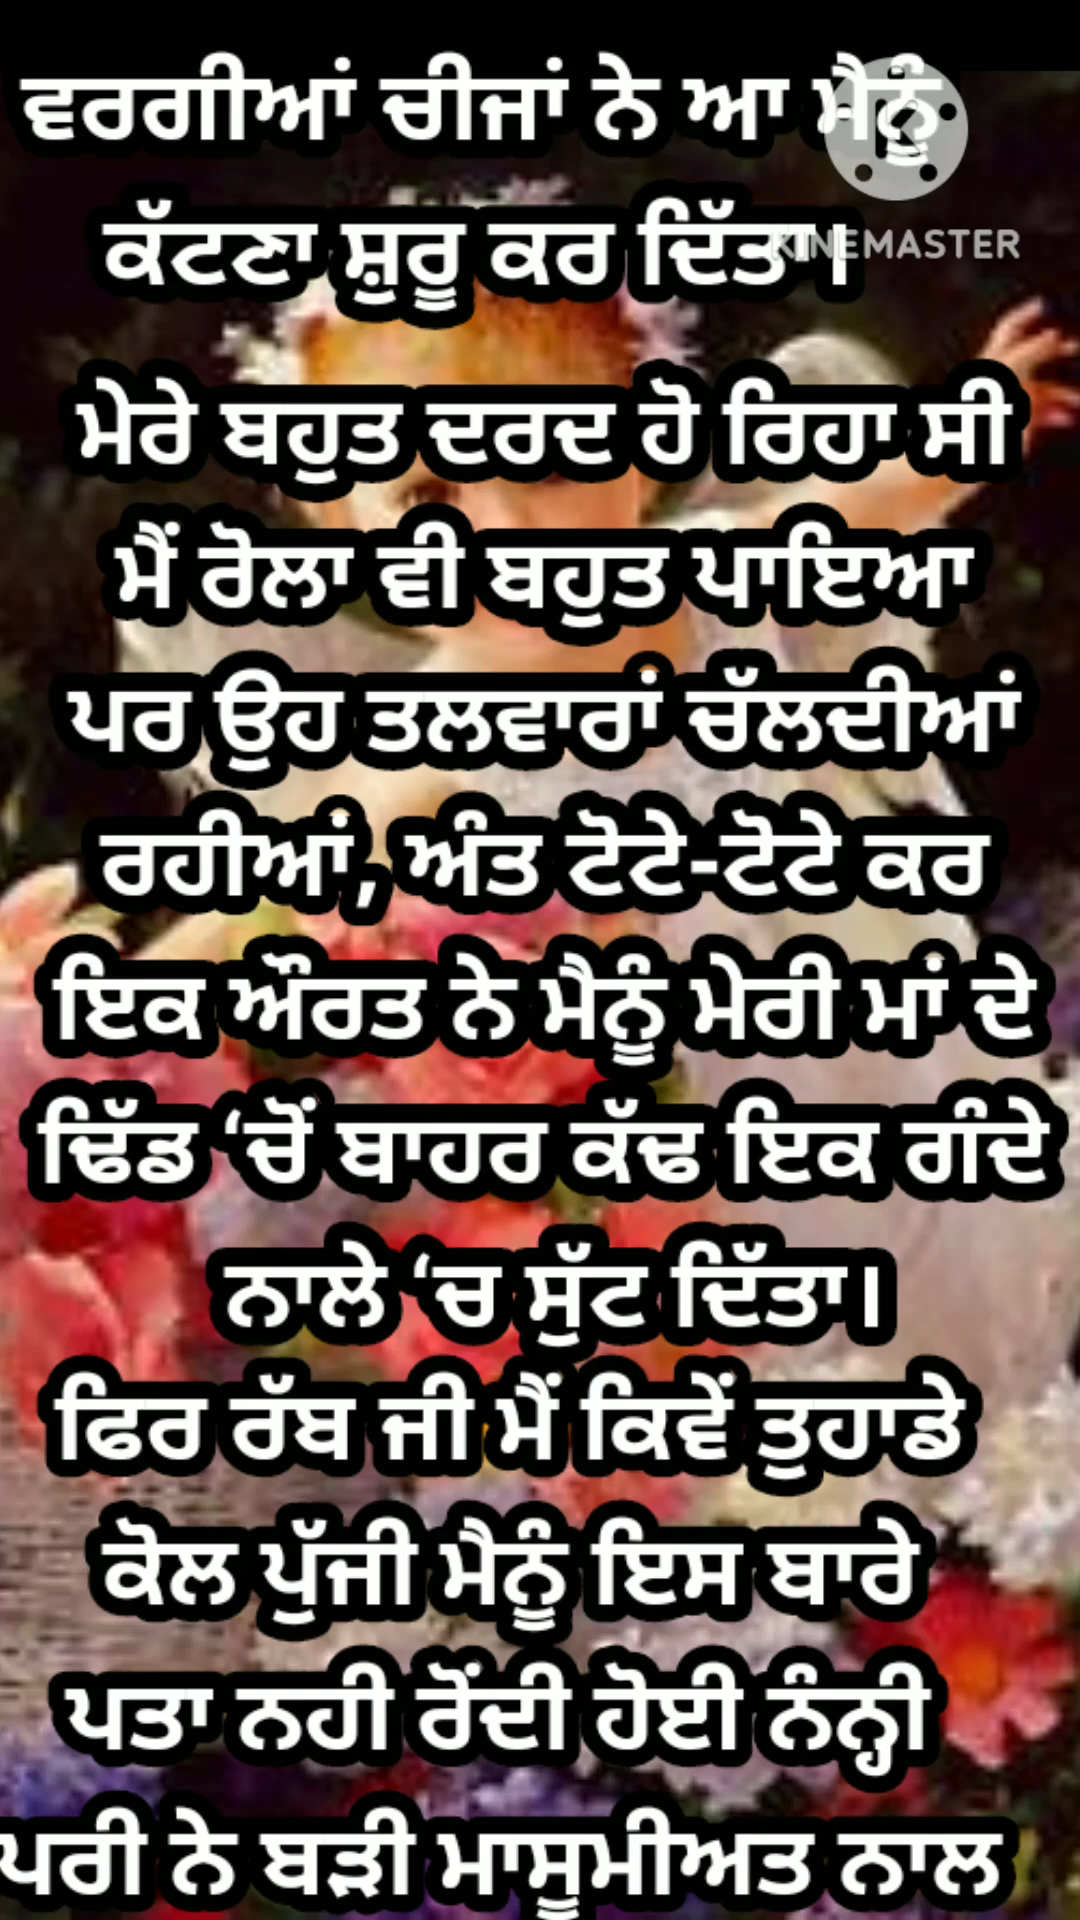 ਵਰਗੀਆਂ ਚੀਜਾਂ ਨੇ ਆ ਮੈਨੂੰ
ਕੱਟਣਾ ਸ਼ੁਰੂ ਕਰ ਦਿੱਤਾ।
KINEMASTER
ਮੇਰੇ ਬਹੁਤ ਦਰਦ ਹੋ ਰਿਹਾ ਸੀ
ਮੈਂ ਰੋਲਾ ਵੀ ਬਹੁਤ ਪਾਇਆ
ਪਰ ਉਹ ਤਲਵਾਰਾਂ ਚੱਲਦੀਆਂ
ਰਹੀਆਂ, ਅੰਤ ਟੋਟੇ-ਟੋਟੇ ਕਰ
ਇਕ ਔਰਤ ਨੇ ਮੈਨੂੰ ਮੇਰੀ ਮਾਂ ਦੇ
ਢਿੱਡ ‘ਚੋਂ ਬਾਹਰ ਕੱਢ ਇਕ ਗੰਦੇ
ਨਾਲੇ ‘ਚ ਸੁੱਟ ਦਿੱਤਾ।
ਫਿਰ ਰੱਬ ਜੀ ਮੈਂ ਕਿਵੇਂ ਤੁਹਾਡੇ
ਕੋਲ ਪੁੱਜੀ ਮੈਨੂੰ ਇਸ ਬਾਰੇ
ਪਤਾ ਨਹੀ ਰੋਂਦੀ ਹੋਈ ਨੰਨ੍ਹੀ
ਪਰੀ ਨੇ ਬੜੀ ਮਾਸੂਮੀਅਤ ਨਾਲ